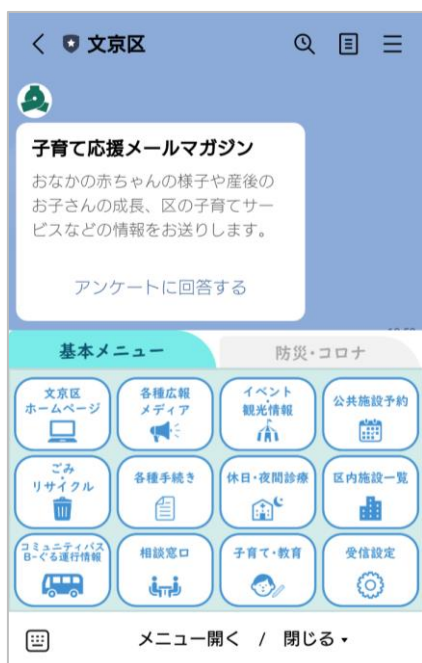 文京区
子育て応援メールマガジン
おなかの赤ちゃんの様子や産後の
お子さんの成長、区の子育てサー
ビスなどの情報をお送りします。
アンケートに回答する
基本メニュー
防災・コロナ
文京区
ホームページ
各種広報
メディア
イベント
観光情報
公共施設予約
ごみ
リサイクル
各種手続き
休日・夜間診療
区内施設一覧
コミュニティバス
B-ぐる運行情報
相談窓口
子育て・教育
受信設定
メニュー開く / 閉じる▼